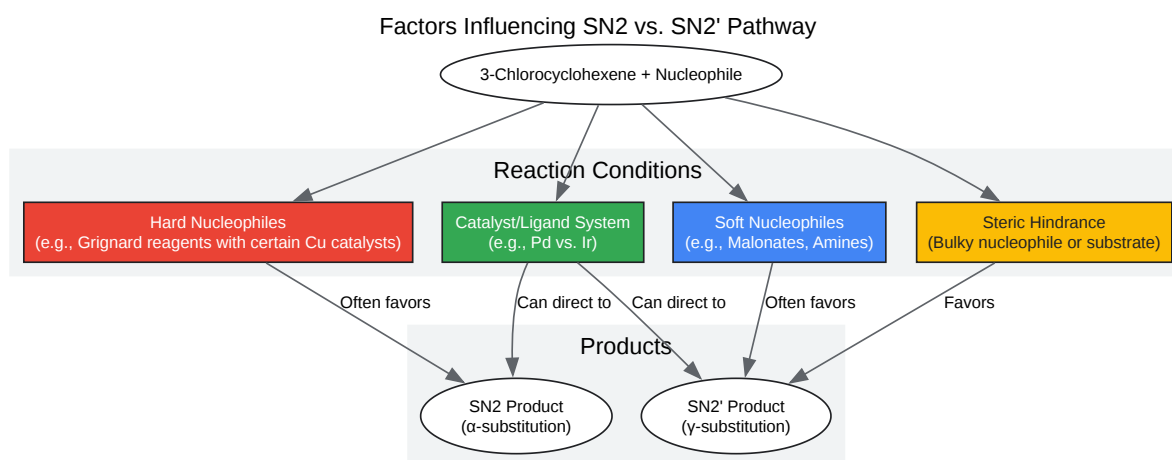 Factors Influencing SN2 vs. SN2' Pathway
3-Chlorocyclohexene + Nucleophile
Reaction Conditions
Hard Nucleophiles
(e.g., Grignard reagents with certain Cu catalysts)
Catalyst/Ligand System
(e.g., Pd vs. Ir)
Soft Nucleophiles
(e.g., Malonates, Amines)
Steric Hindrance
(Bulky nucleophile or substrate)
Often favors
Can direct to
Can direct to
Often favors
Favors
Products
SN2 Product
(α-substitution)
SN2' Product
(γ-substitution)